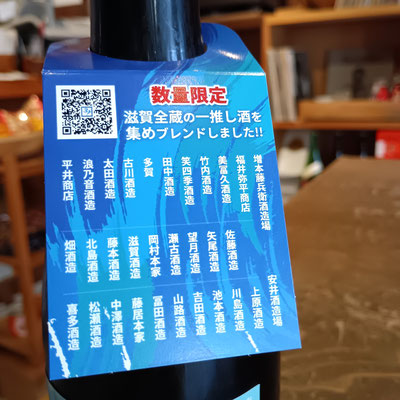 数量限定
滋賀全蔵の一推し酒を
集めブレンドしました!!
増本藤兵衛酒造場
福井弥平商店
美冨久酒造
竹内酒造
笑四季酒造
田中酒造
多賀
古川酒造
太田酒造
浪乃音酒造
平井商店
佐藤酒造
矢尾酒造
望月酒造
瀬古酒造
岡村本家
滋賀酒造
藤本酒造
北島酒造
畑酒造
安井酒造場
上原酒造
川島酒造
池本酒造
吉田酒造
山路酒造
冨田酒造
藤居本家
中澤酒造
松瀬酒造
喜多酒造